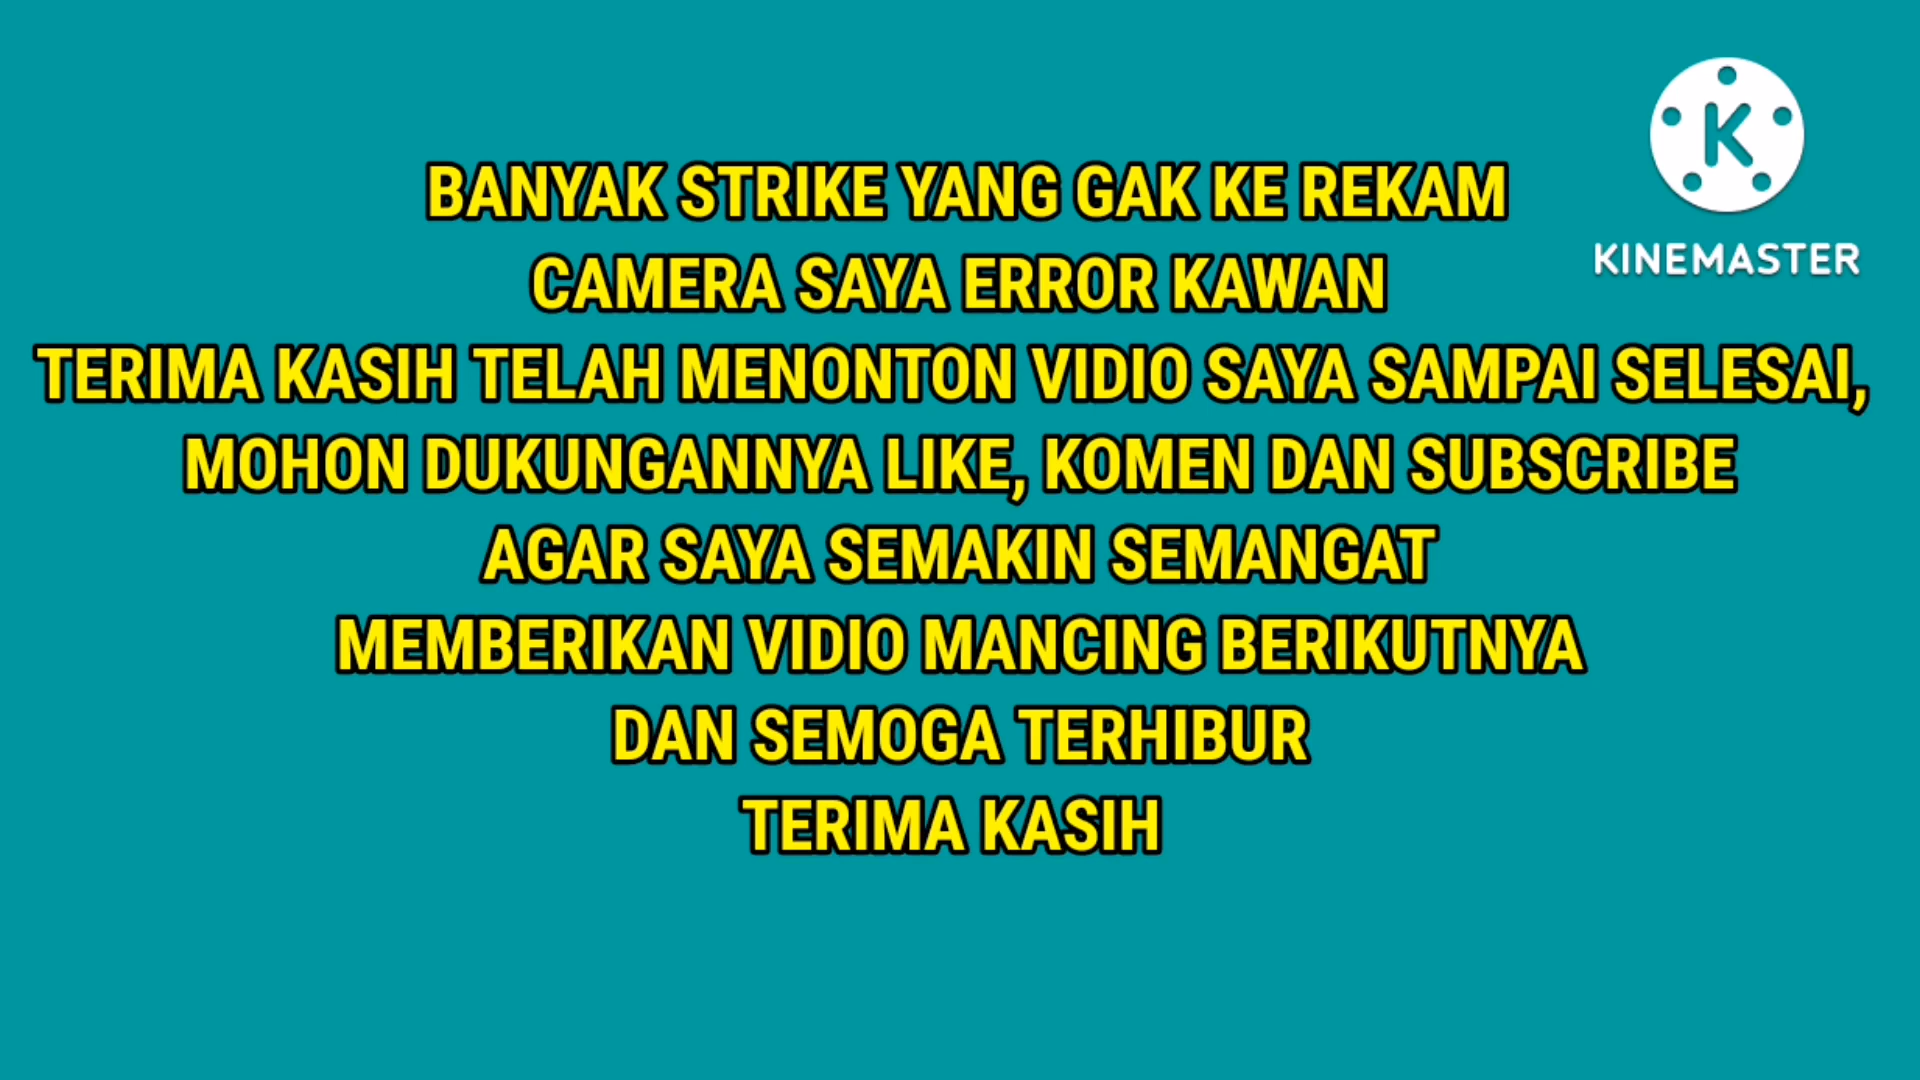 BANYAK STRIKE YANG GAK KE REKAM
CAMERA SAYA ERROR KAWAN
TERIMA KASIH TELAH MENONTON VIDIO SAYA SAMPAI SELESAI,
MOHON DUKUNGANNYA LIKE, KOMEN DAN SUBSCRIBE
AGAR SAYA SEMAKIN SEMANGAT
MEMBERIKAN VIDIO MANCING BERIKUTNYA
DAN SEMOGA TERHIBUR
TERIMA KASIH
K
KINEMASTER